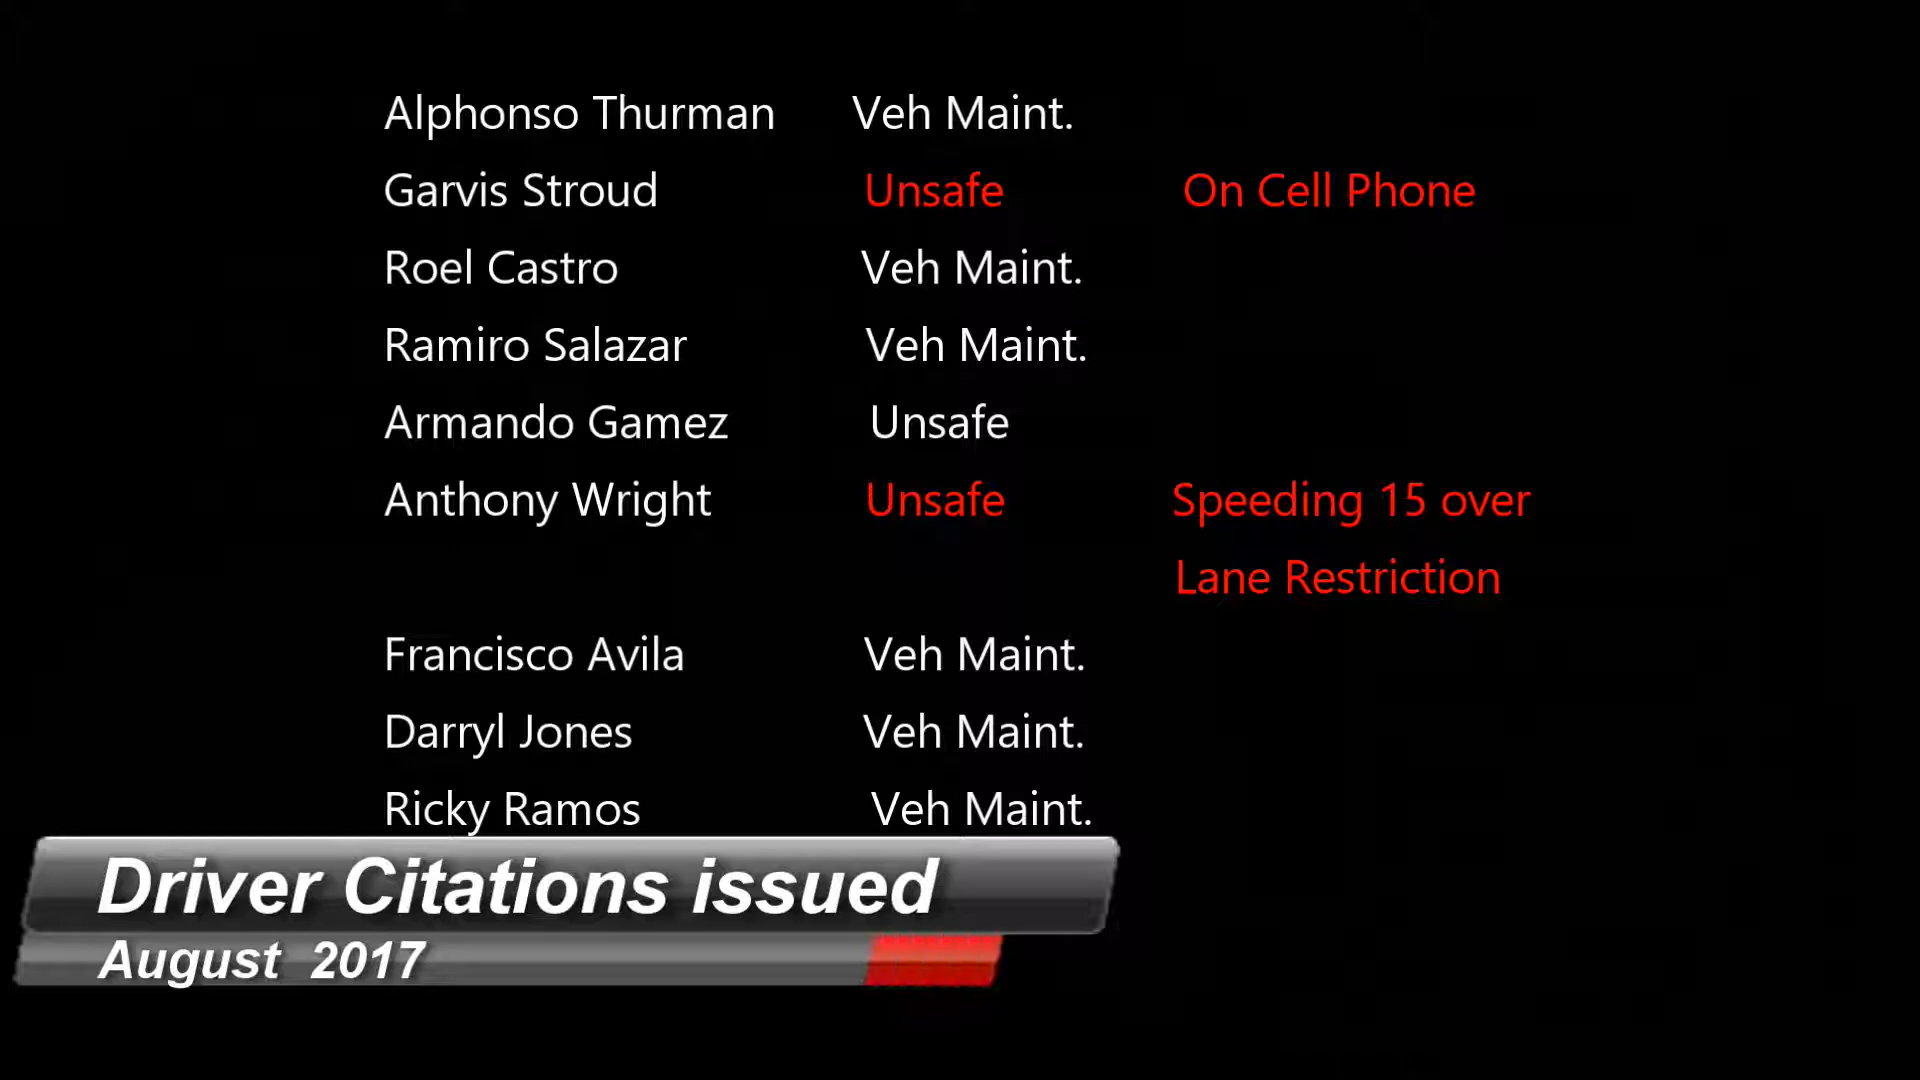 Alphonso Thurman Veh Maint.
Garvis Stroud Unsafe On Cell Phone
Roel Castro Veh Maint.
Ramiro Salazar Veh Maint.
Armando Gamez Unsafe
Anthony Wright Unsafe Speeding 15 over
Lane Restriction
Francisco Avila Veh Maint.
Darryl Jones Veh Maint.
Ricky Ramos Veh Maint.
Driver Citations issued
August 2017